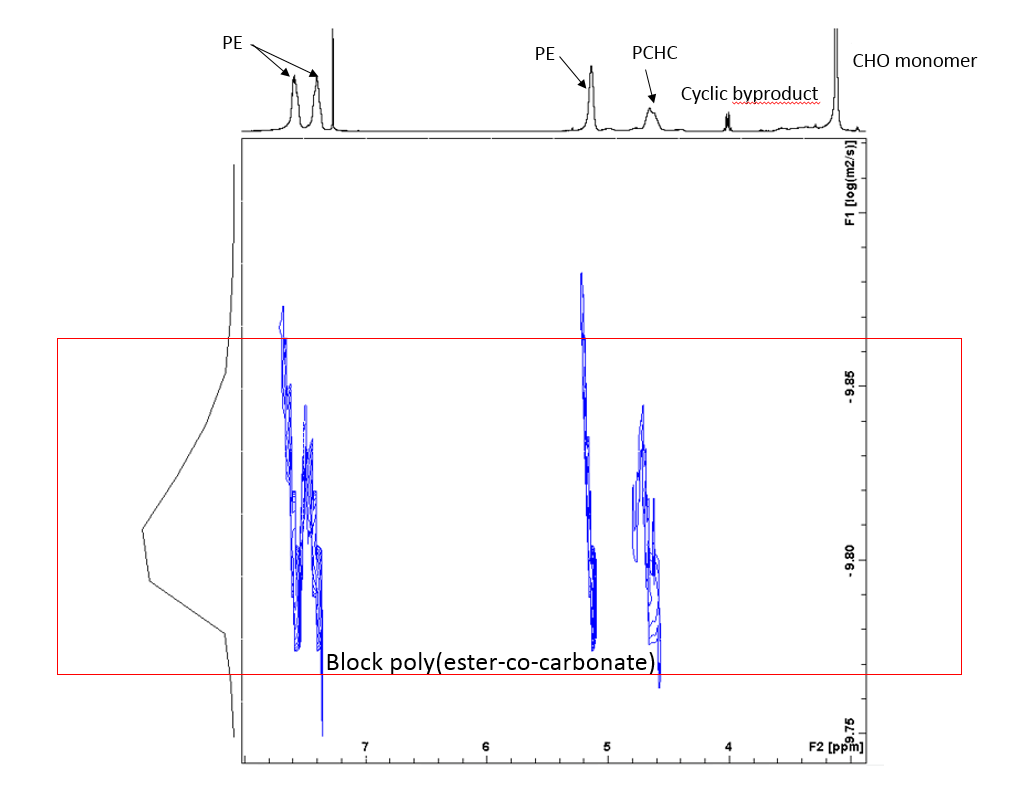 PE
PE
PCHC
CHO monomer
Cyclic byproduct
F1 [log(m2/s)]
- 9.85
- 9.80
- 9.75
Block poly(ester-co-carbonate)
7
6
5
4
F2 [ppm]